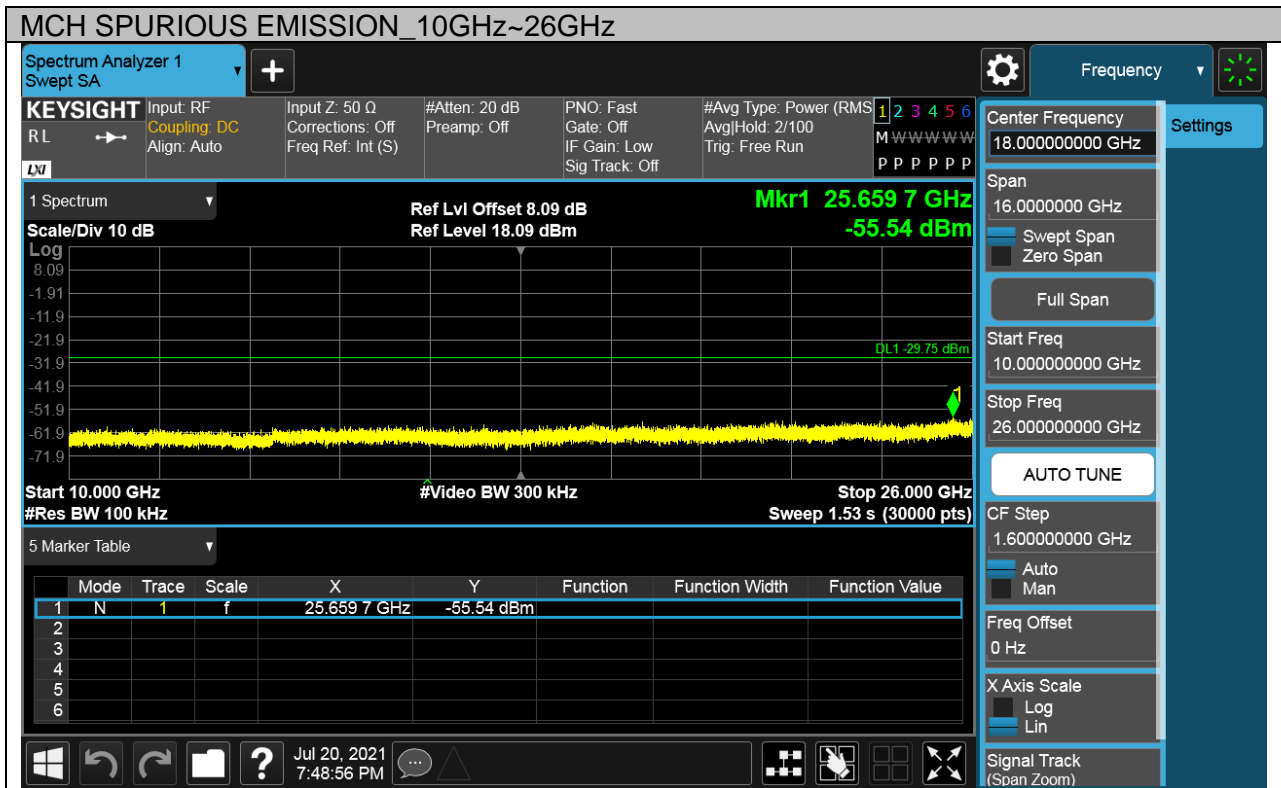 MCH SPURIOUS EMISSION_10GHz~26GHz
Spectrum Analyzer 1
Swept SA
Frequency
KEYSIGHT
RL
LXI
Input: RF
Coupling: DC
Align: Auto
Input Z: 50 Ω
Corrections: Off
Freq Ref: Int (S)
#Atten: 20 dB
Preamp: Off
PNO: Fast
Gate: Off
IF Gain: Low
Sig Track: Off
#Avg Type: Power (RMS
Avg|Hold: 2/100
Trig: Free Run
1 2 3 4 5 6
M W W W W W
P P P P P P
1 Spectrum
Scale/Div 10 dB
Ref Lvl Offset 8.09 dB
Ref Level 18.09 dBm
Mkr1 25.659 7 GHz
-55.54 dBm
Log
8.09
-1.91
-11.9
-21.9
DL1 -29.75 dBm
-31.9
-41.9
1
-51.9
-61.9
-71.9
Start 10.000 GHz
#Video BW 300 kHz
Stop 26.000 GHz
#Res BW 100 kHz
Sweep 1.53 s (30000 pts)
5 Marker Table
Mode Trace Scale X Y Function Function Width Function Value
1 N 1 f 25.659 7 GHz -55.54 dBm
2
3
4
5
6
Jul 20, 2021
7:48:56 PM
Center Frequency
18.000000000 GHz
Settings
Span
16.0000000 GHz
Swept Span
Zero Span
Full Span
Start Freq
10.000000000 GHz
Stop Freq
26.000000000 GHz
AUTO TUNE
CF Step
1.600000000 GHz
Auto
Man
Freq Offset
0 Hz
X Axis Scale
Log
Lin
Signal Track
(Span Zoom)